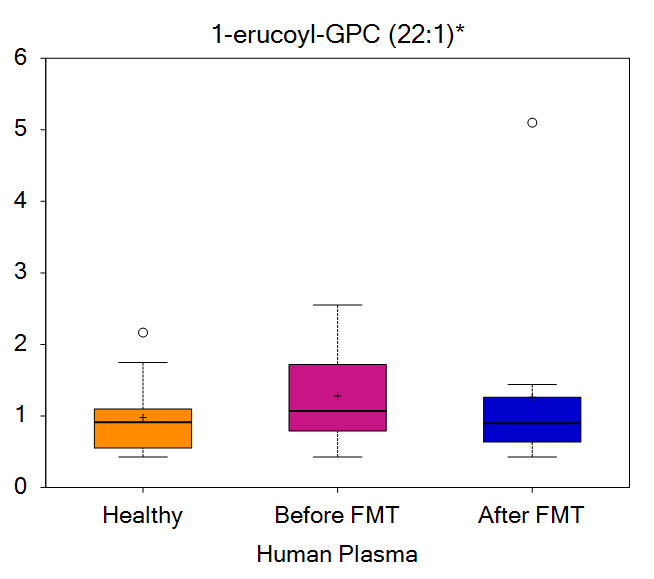 1-erucoyl-GPC (22:1)*
6
5
4
3
2
1
0
Healthy Before FMT After FMT
Human Plasma